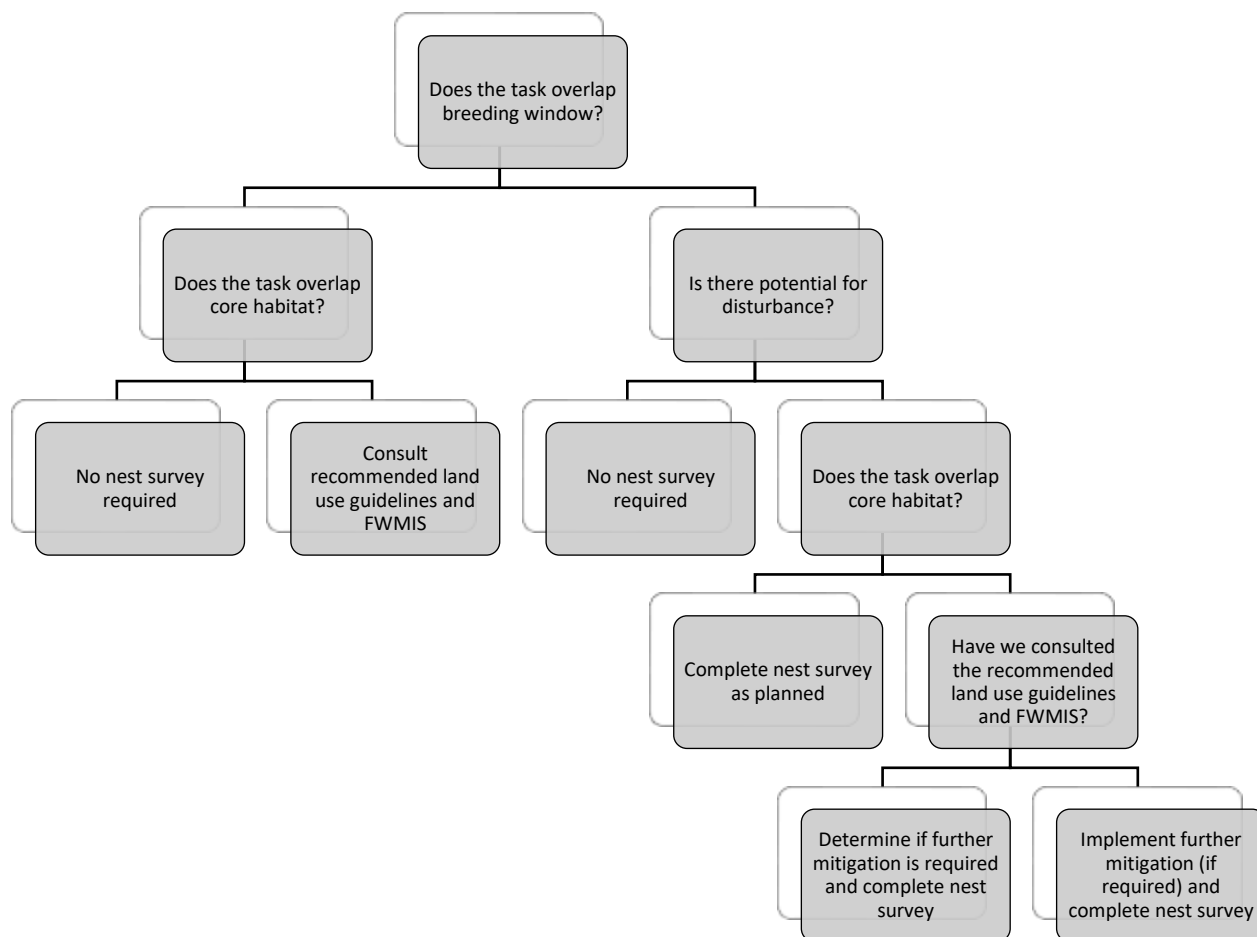 Does the task overlap
breeding window?
Does the task overlap
core habitat?
Is there potential for
disturbance?
No nest survey
required
Consult
recommended land
use guidelines and
FWMIS
No nest survey
required
Does the task overlap
core habitat?
Complete nest survey
as planned
Have we consulted
the recommended
land use guidelines
and FWMIS?
Determine if further
mitigation is required
and complete nest
survey
Implement further
mitigation (if
required) and
complete nest survey